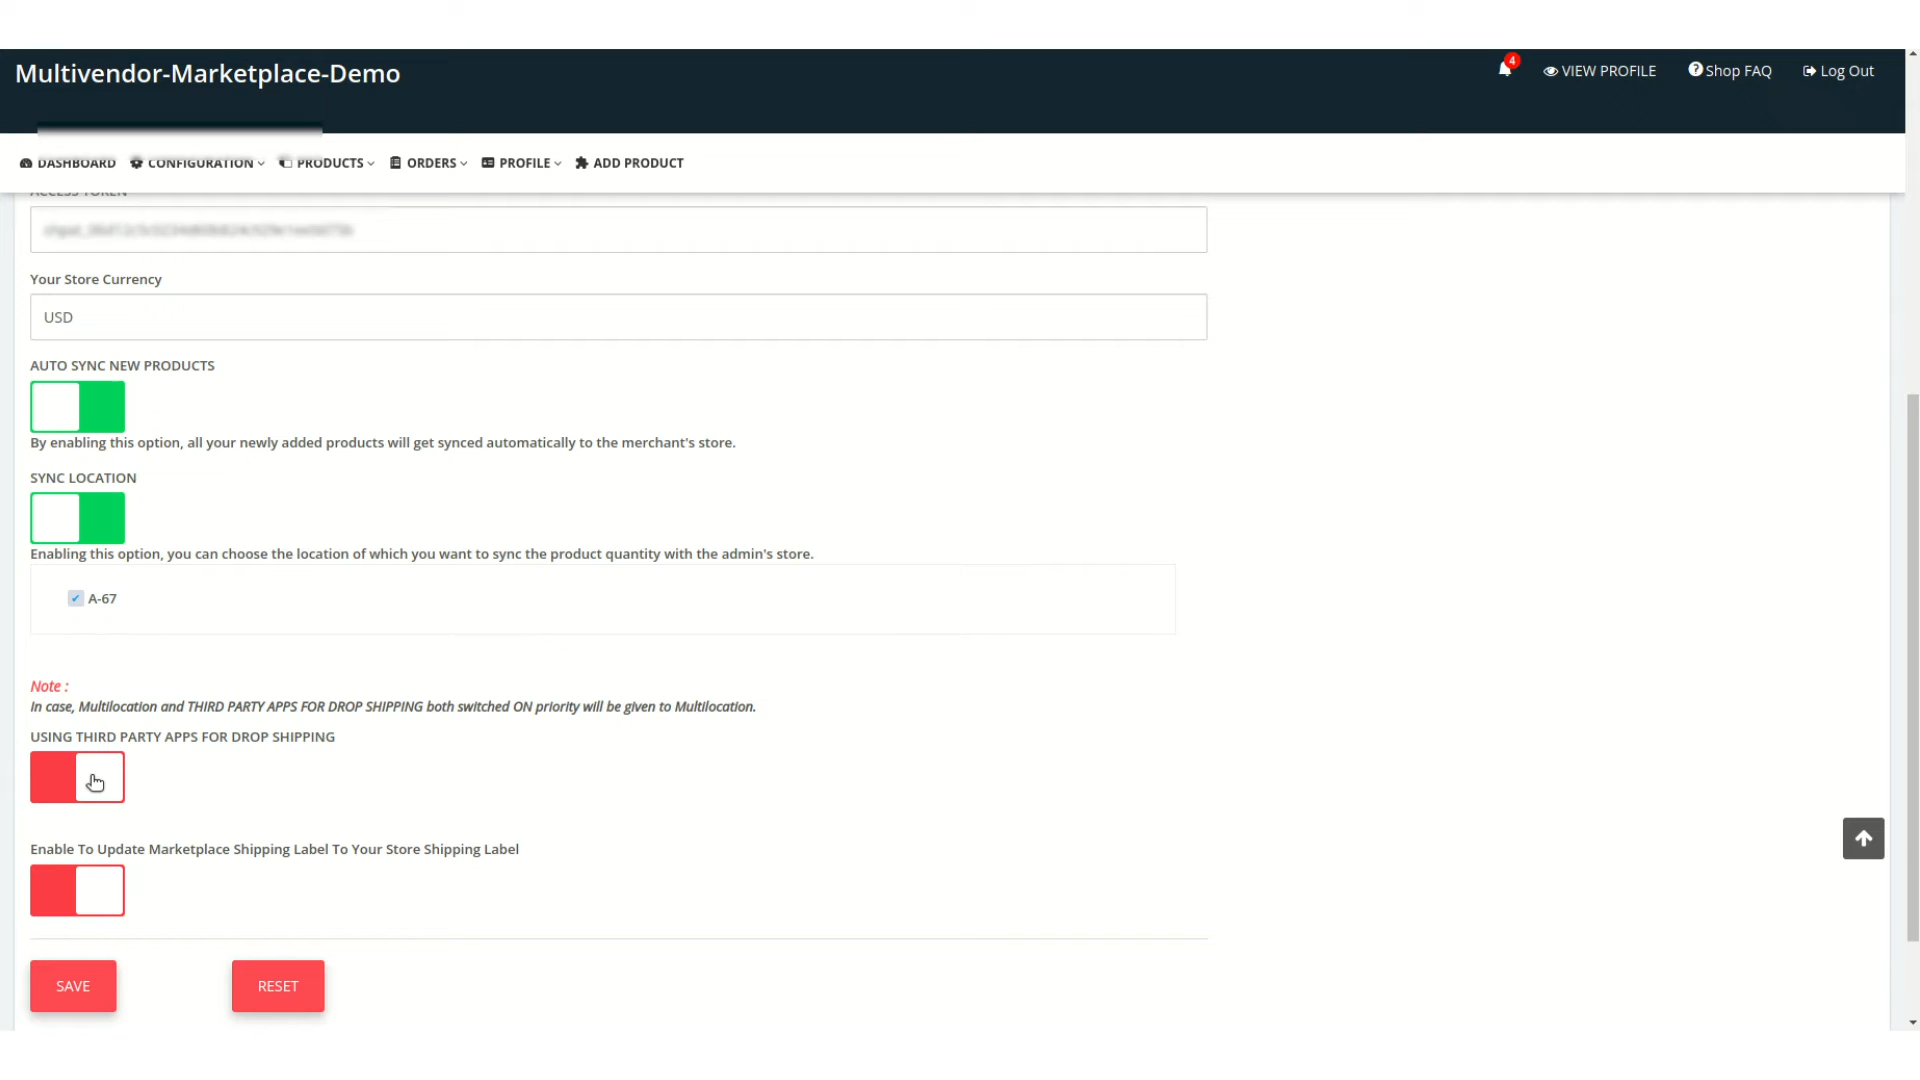 Multivendor-Marketplace-Demo
4
VIEW PROFILE
Shop FAQ
Log Out
DASHBOARD
CONFIGURATION
PRODUCTS
ORDERS
PROFILE
ADD PRODUCT
ACCESS TOKEN
Your Store Currency
USD
AUTO SYNC NEW PRODUCTS
By enabling this option, all your newly added products will get synced automatically to the merchant's store.
SYNC LOCATION
Enabling this option, you can choose the location of which you want to sync the product quantity with the admin's store.
A-67
Note :
In case, Multilocation and THIRD PARTY APPS FOR DROP SHIPPING both switched ON priority will be given to Multilocation.
USING THIRD PARTY APPS FOR DROP SHIPPING
Enable To Update Marketplace Shipping Label To Your Store Shipping Label
SAVE
RESET